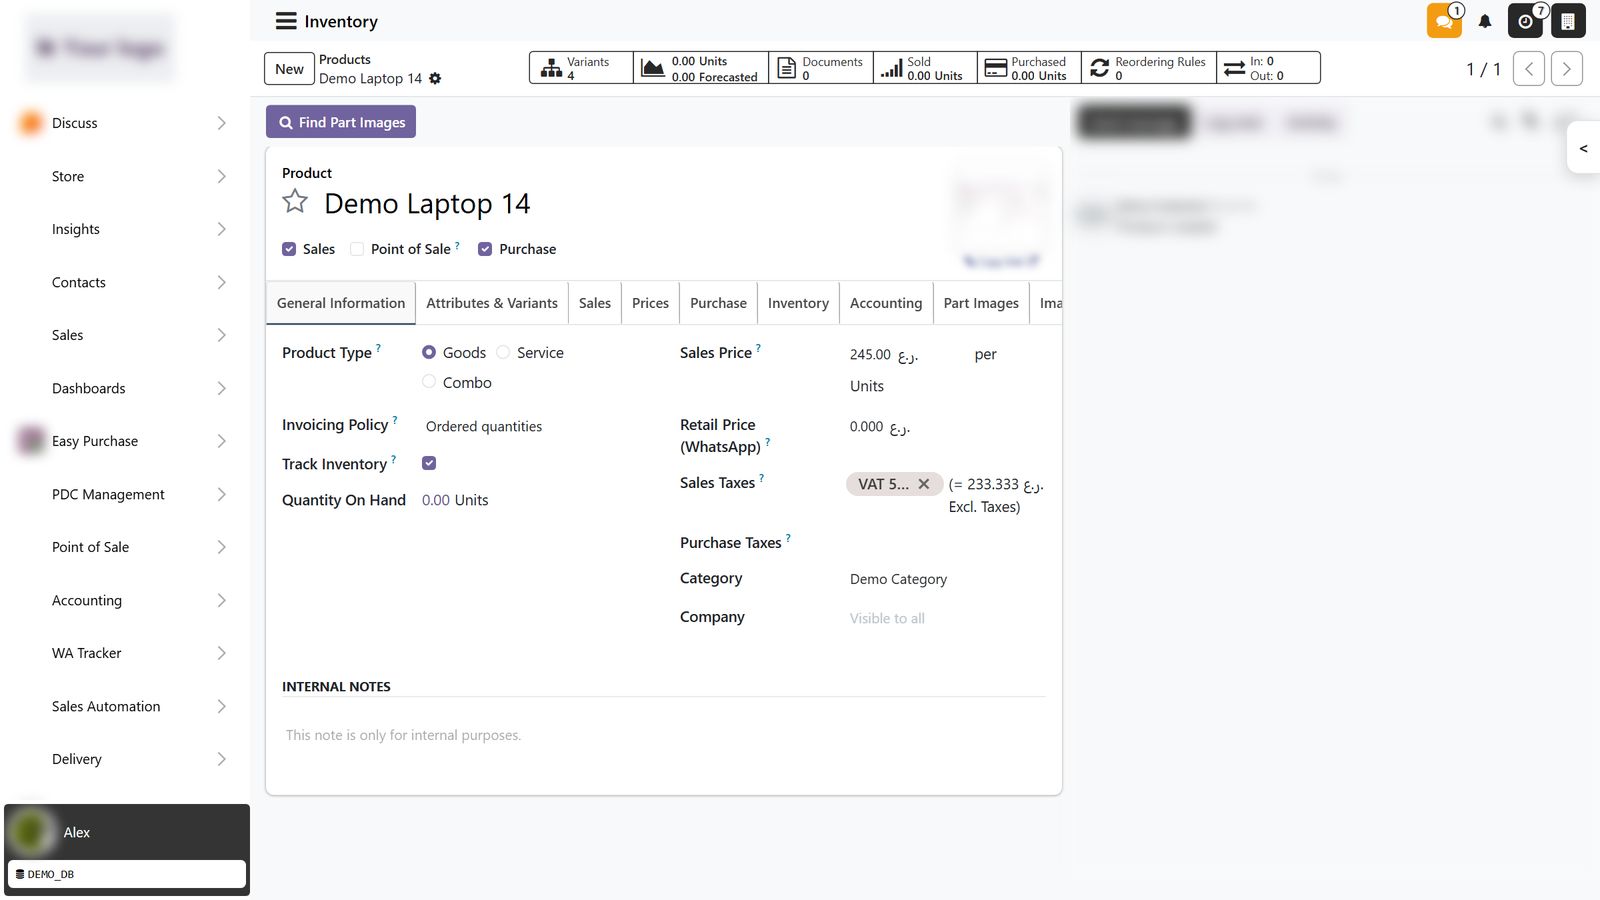 Inventory
1
7
New
Products
Demo Laptop 14
Variants
4
0.00 Units
0.00 Forecasted
Documents
0
Sold
0.00 Units
Purchased
0.00 Units
Reordering Rules
0
In: 0
Out: 0
1 / 1
Discuss
Store
Insights
Contacts
Sales
Dashboards
Easy Purchase
PDC Management
Point of Sale
Accounting
WA Tracker
Sales Automation
Delivery
Alex
DEMO_DB
Find Part Images
<
Product
Demo Laptop 14
Sales
Point of Sale ?
Purchase
General Information
Attributes & Variants
Sales
Prices
Purchase
Inventory
Accounting
Part Images
Ima
Product Type ?
Goods
Service
Combo
Invoicing Policy ?
Ordered quantities
Track Inventory ?
Quantity On Hand
0.00 Units
Sales Price ?
245.00 ر.ع. per
Units
Retail Price
(WhatsApp) ?
0.000 ر.ع.
Sales Taxes ?
VAT 5...
(= 233.333 ر.ع.
Excl. Taxes)
Purchase Taxes ?
Category
Demo Category
Company
Visible to all
INTERNAL NOTES
This note is only for internal purposes.